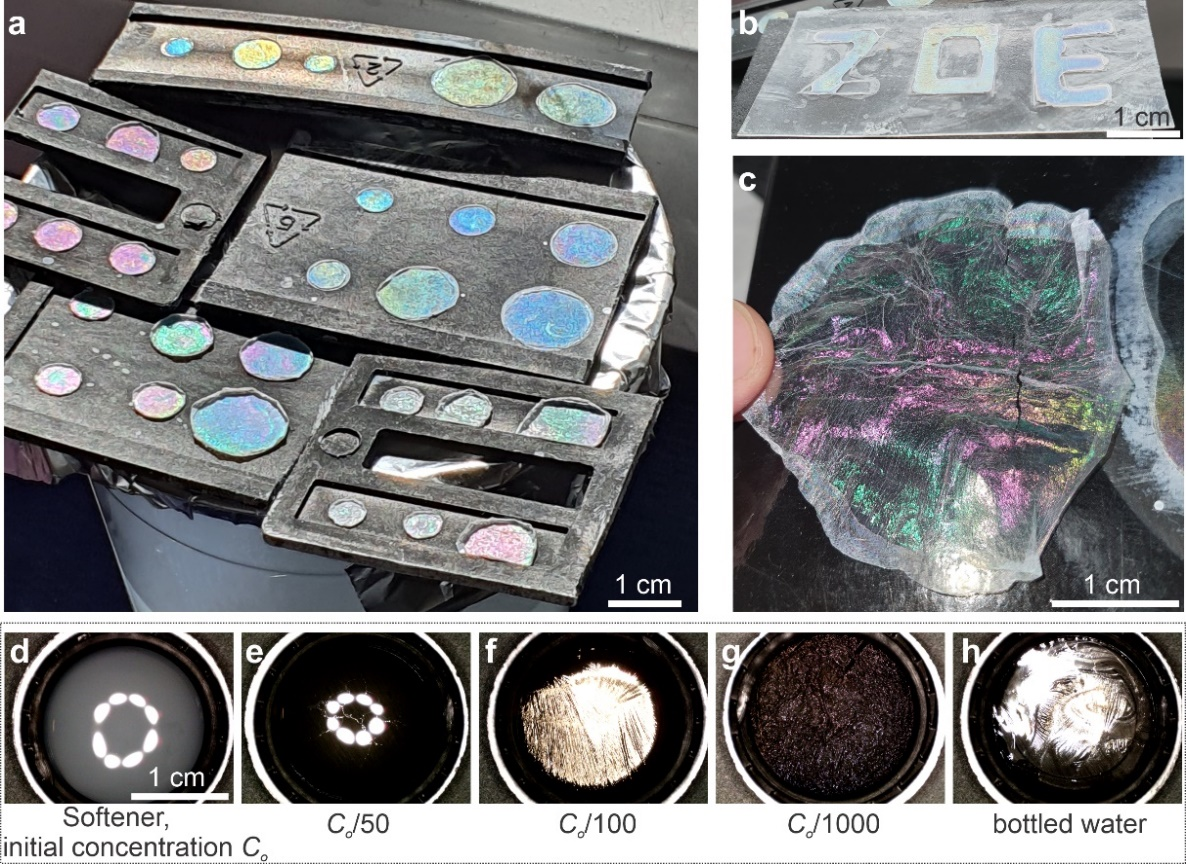 a
b
ZOE
1 cm
c
1 cm
1 cm
d e f g h
1 cm
Softener,
initial concentration Cₒ
Cₒ/50
Cₒ/100
Cₒ/1000
bottled water